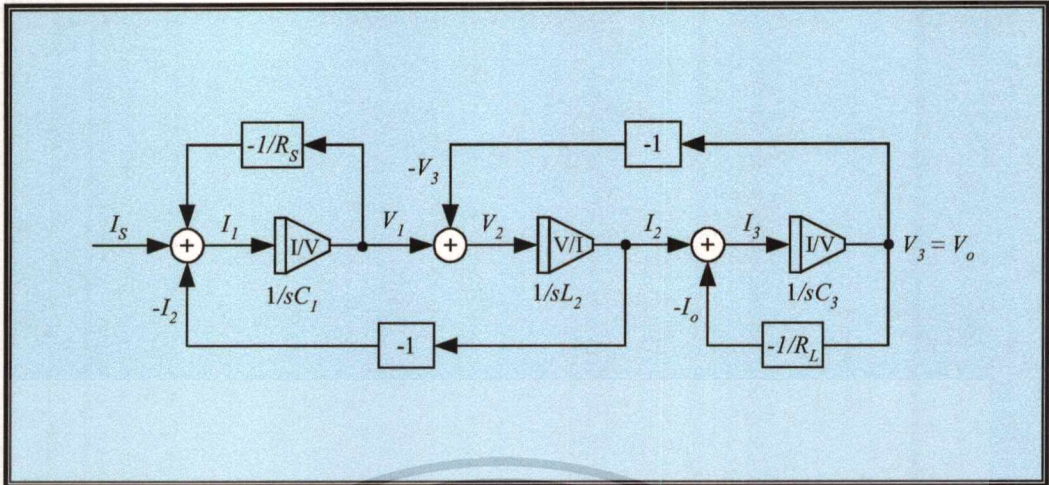 -1/R_S
-1
-V_3
I_S
+
I_1
I/V
V_1
+
V_2
V/I
I_2
+
I_3
I/V
V_3 = V_o
1/sC_1
1/sL_2
1/sC_3
-I_2
-I_o
-1
-1/R_L